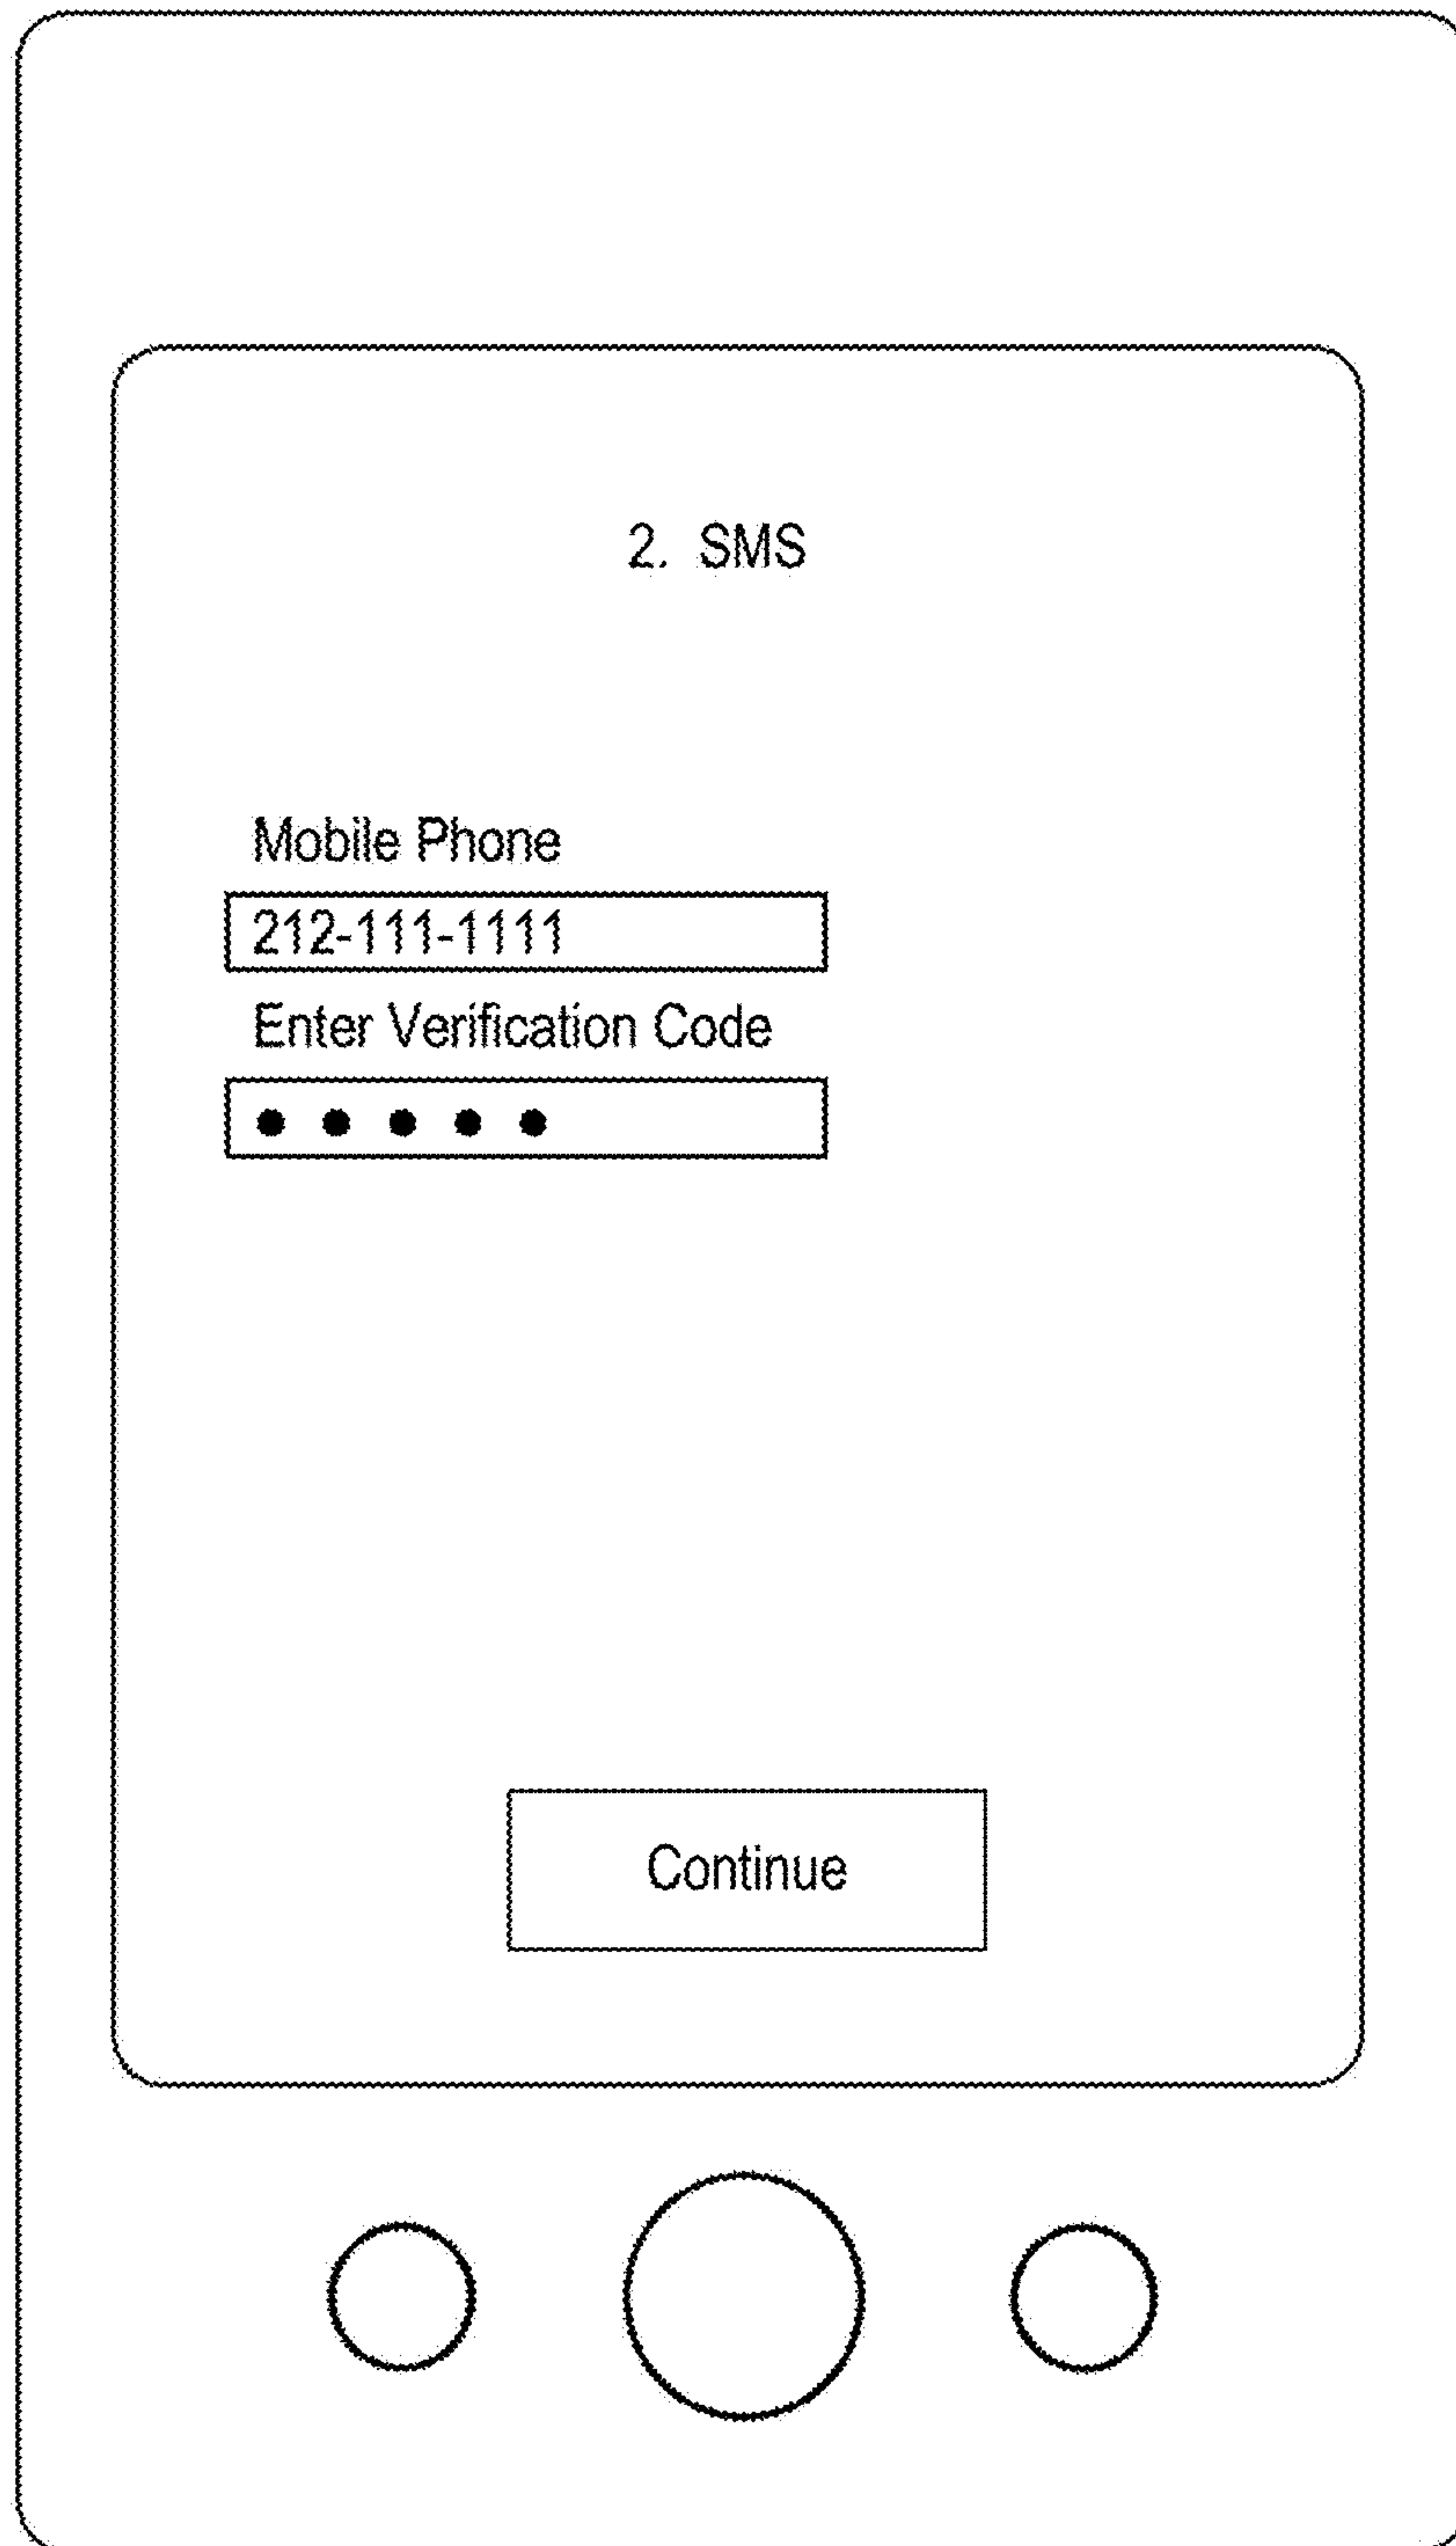 2. SMS
Mobile Phone
212-111-1111
Enter Verification Code
● ● ● ● ●
Continue